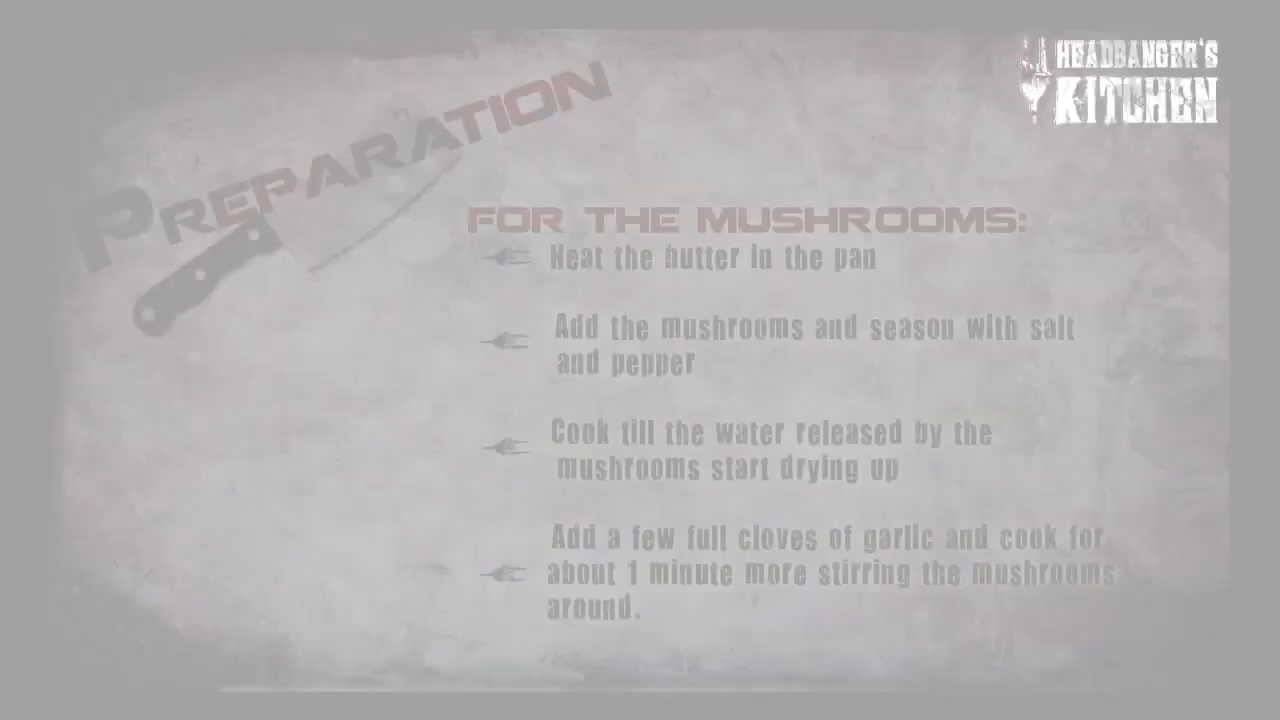 HEADBANGER'S
KITCHEN
PREPARATION
FOR THE MUSHROOMS:
Heat the butter in the pan
Add the mushrooms and season with salt
and pepper
Cook till the water released by the
mushrooms start drying up
Add a few full cloves of garlic and cook for
about 1 minute more stirring the mushrooms
around.